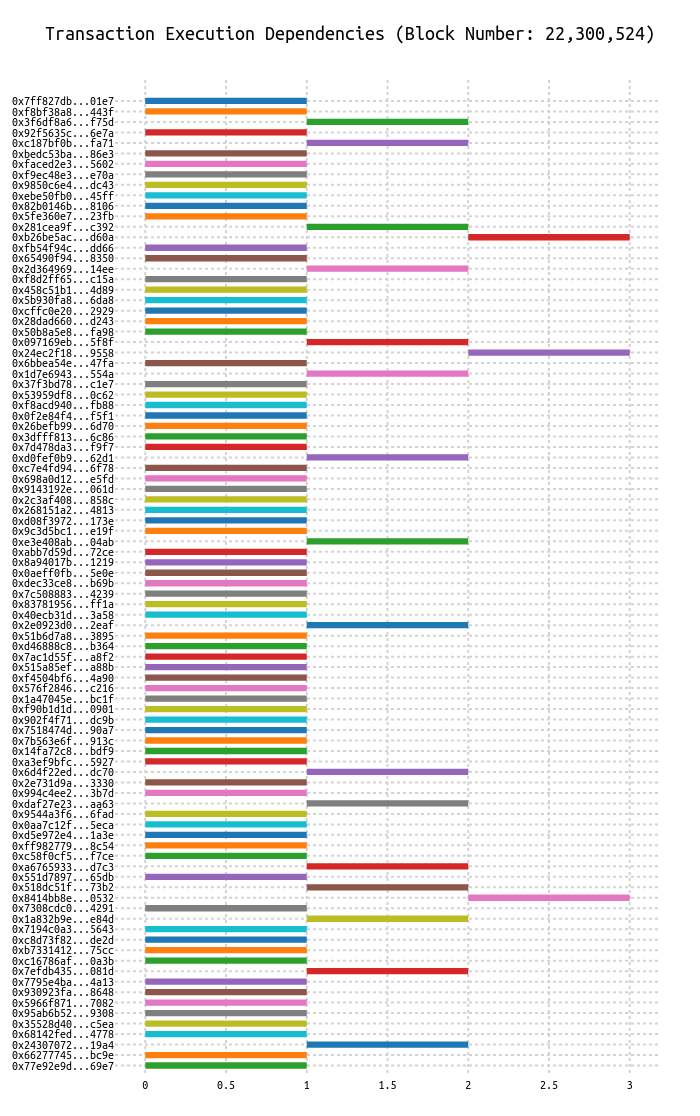 Transaction Execution Dependencies (Block Number: 22,300,524)
0x7ff827db...01e7
0xf8bf38a8...443f
0x3f6df8a6...f75d
0x92f5635c...6e7a
0xc187bf0b...fa71
0xbedc53ba...86e3
0xfaced2e3...5602
0xf9ec48e3...e70a
0x9850c6e4...dc43
0xebe50fb0...45ff
0x82b0146b...8106
0x5fe360e7...23fb
0x281cea9f...c392
0xb26be5ac...d60a
0xfb54f94c...dd66
0x65490f94...8350
0x2d364969...14ee
0xf8d2ff65...c15a
0x458c51b1...4d89
0x5b930fa8...6da8
0xcffc0e20...2929
0x28dad660...d243
0x50b8a5e8...fa98
0x097169eb...5f8f
0x24ec2f18...9558
0x6bbea54e...47fa
0x1d7e6943...554a
0x37f3bd78...c1e7
0x53959df8...0c62
0xf8acd940...fb88
0x0f2e84f4...f5f1
0x26befb99...6d70
0x3dfff813...6c86
0x7d478da3...f9f7
0xd0fef0b9...62d1
0xc7e4fd94...6f78
0x698a0d12...e5fd
0x9143192e...061d
0x2c3af408...858c
0x268151a2...4813
0xd08f3972...173e
0x9c3d5bc1...e19f
0xe3e408ab...04ab
0xabb7d59d...72ce
0x8a94017b...1219
0x0aeff0fb...5e0e
0xdec33ce8...b69b
0x7c508883...4239
0x83781956...ff1a
0x40ecb31d...3a58
0x2e0923d0...2eaf
0x51b6d7a8...3895
0xd46888c8...b364
0x7ac1d55f...a8f2
0x515a85ef...a88b
0xf4504bf6...4a90
0x576f2846...c216
0x1a47045e...bc1f
0xf90b1d1d...0901
0x902f4f71...dc9b
0x7518474d...90a7
0x7b563e6f...913c
0x14fa72c8...bdf9
0xa3ef9bfc...5927
0x6d4f22ed...dc70
0x2e731d9a...3330
0x994c4ee2...3b7d
0xdaf27e23...aa63
0x9544a3f6...6fad
0x0aa7c12f...5eca
0xd5e972e4...1a3e
0xff982779...8c54
0xc58f0cf5...f7ce
0xa6765933...d7c3
0x551d7897...65db
0x518dc51f...73b2
0x8414bb8e...0532
0x7308cdc0...4291
0x1a832b9e...e84d
0x7194c0a3...5643
0xc8d73f82...de2d
0xb7331412...75cc
0xc16786af...0a3b
0x7efdb435...081d
0x7795e4ba...4a13
0x930923fa...8648
0x5966f871...7082
0x95ab6b52...9308
0x35528d40...c5ea
0x68142fed...4778
0x24307072...19a4
0x66277745...bc9e
0x77e92e9d...69e7
0 0.5 1 1.5 2 2.5 3